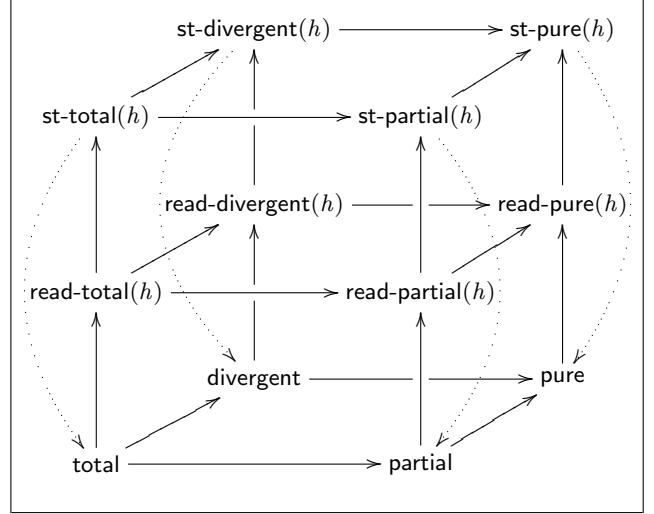 st-divergent(h) st-pure(h)
st-total(h) st-partial(h)
read-divergent(h) read-pure(h)
read-total(h) read-partial(h)
divergent pure
total partial